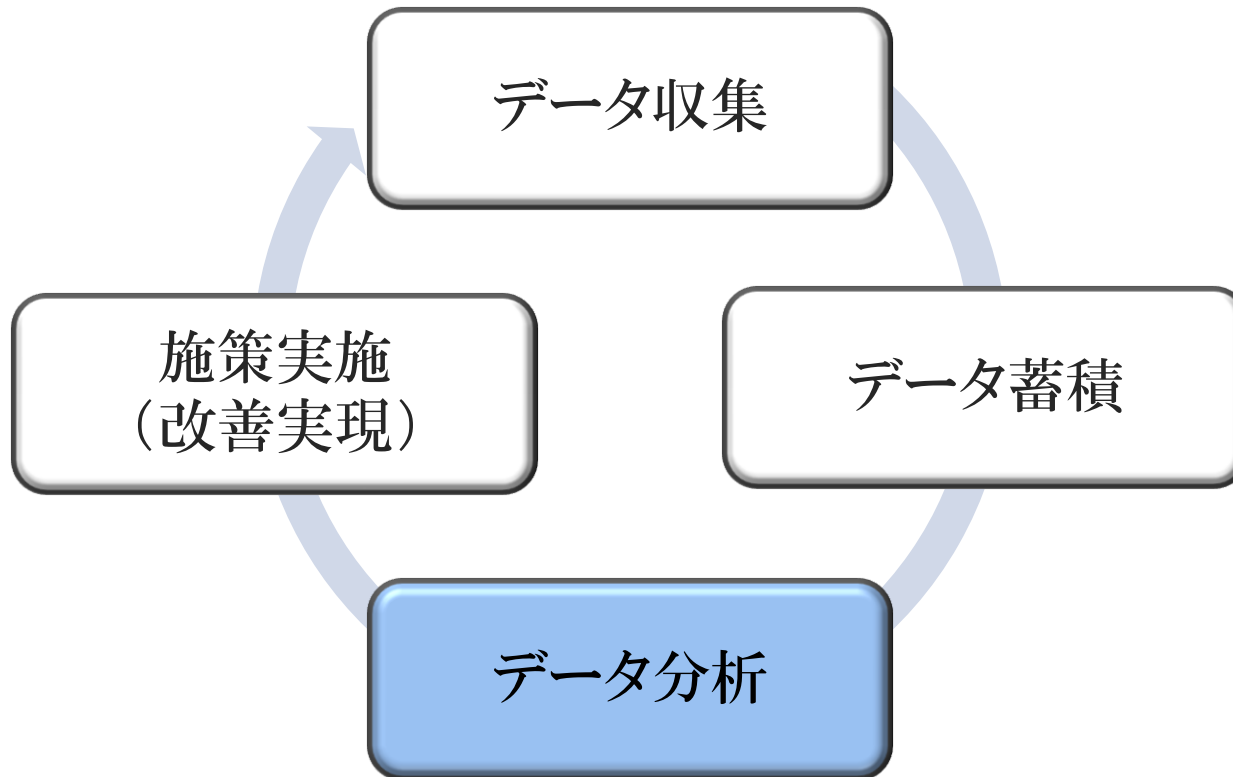 データ収集
データ蓄積
データ分析
施策実施
（改善実現）